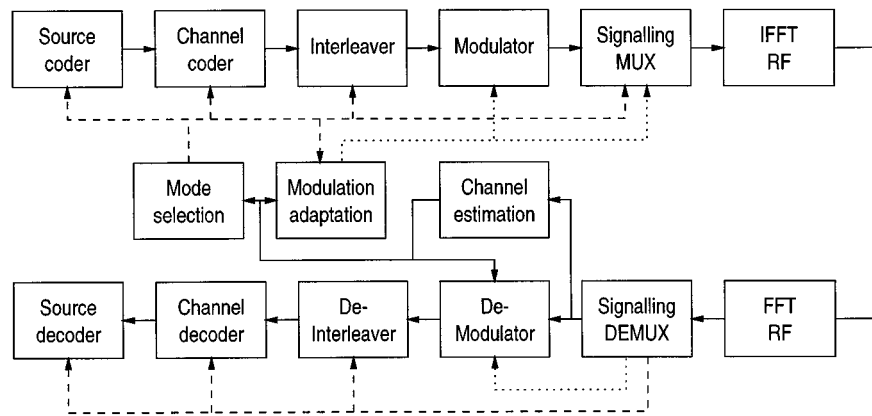 Source
coder
Channel
coder
Interleaver
Modulator
Signalling
MUX
IFFT
RF
Mode
selection
Modulation
adaptation
Channel
estimation
Source
decoder
Channel
decoder
De-
Interleaver
De-
Modulator
Signalling
DEMUX
FFT
RF